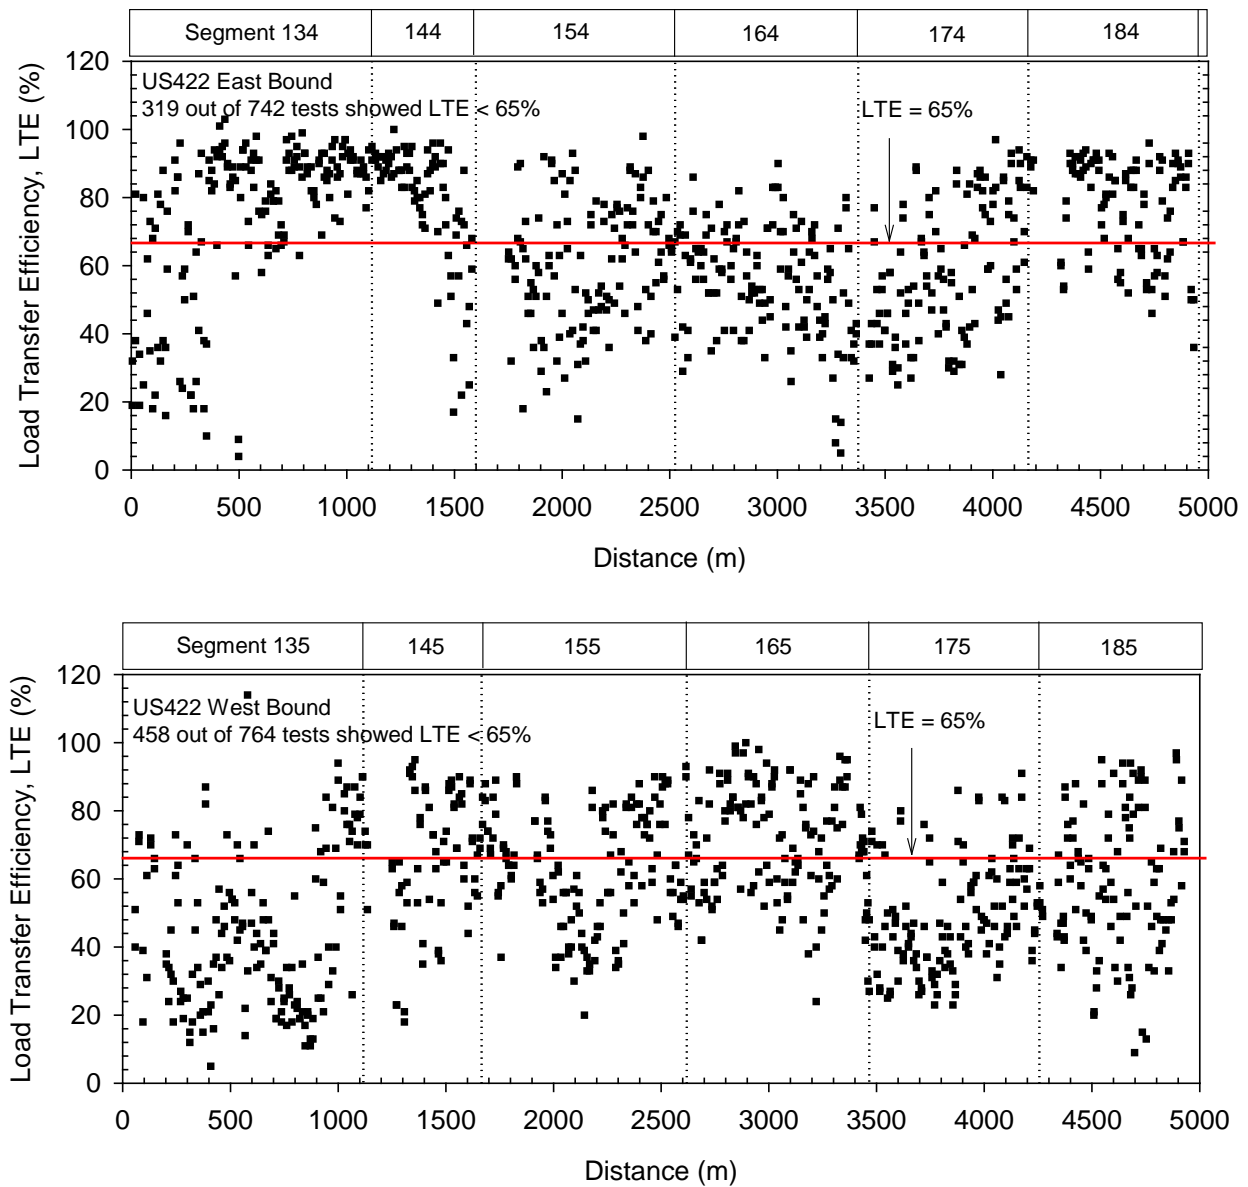 Segment 134 144 154 164 174 184
120
US422 East Bound
319 out of 742 tests showed LTE < 65%
LTE = 65%
100
80
60
40
20
0
Load Transfer Efficiency, LTE (%)
0 500 1000 1500 2000 2500 3000 3500 4000 4500 5000
Distance (m)
Segment 135 145 155 165 175 185
120
US422 West Bound
458 out of 764 tests showed LTE < 65%
LTE = 65%
100
80
60
40
20
0
Load Transfer Efficiency, LTE (%)
0 500 1000 1500 2000 2500 3000 3500 4000 4500 5000
Distance (m)